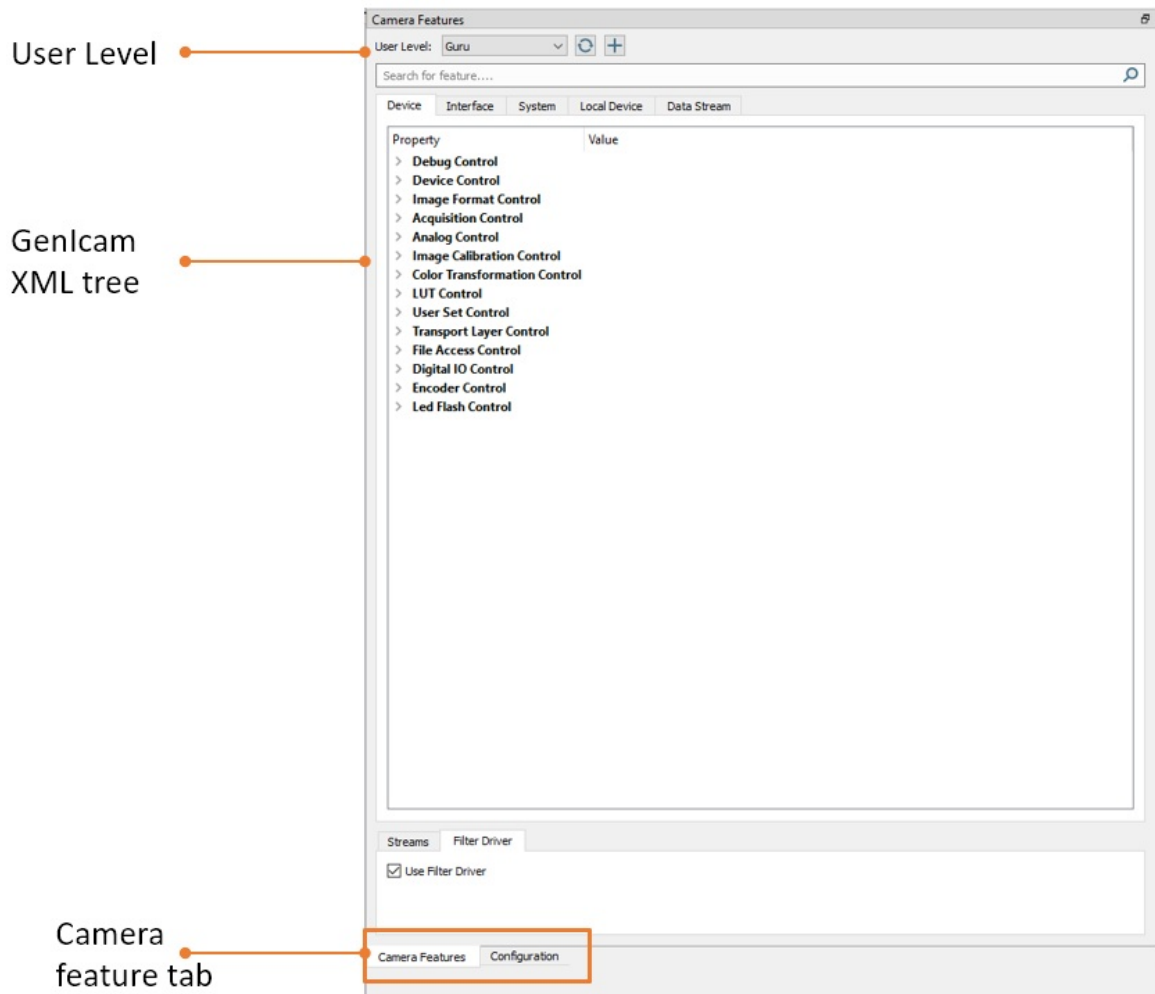 Camera Features
User Level
User Level: Guru
Search for feature....
Device Interface System Local Device Data Stream
Property Value
Debug Control
Device Control
Image Format Control
Acquisition Control
Analog Control
GenIcam
XML tree
Image Calibration Control
Color Transformation Control
LUT Control
User Set Control
Transport Layer Control
File Access Control
Digital IO Control
Encoder Control
Led Flash Control
Streams Filter Driver
Use Filter Driver
Camera
feature tab
Camera Features Configuration